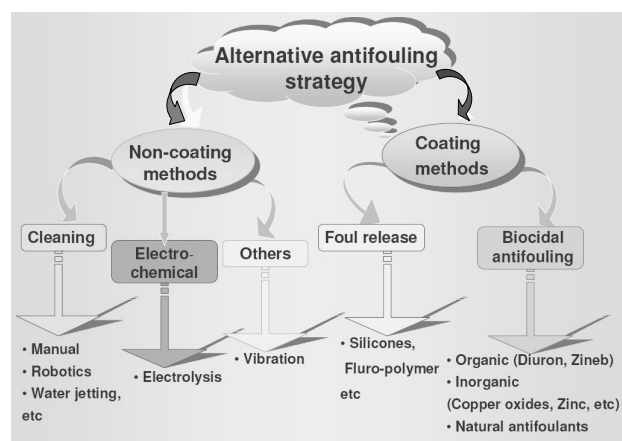 Alternative antifouling
strategy
Non-coating
methods
Coating
methods
Cleaning
Electro-
chemical
Others
Foul release
Biocidal
antifouling
• Manual
• Robotics
• Water jetting,
etc
• Electrolysis
• Vibration
• Silicones,
Fluro-polymer
etc
• Organic (Diuron, Zineb)
• Inorganic
(Copper oxides, Zinc, etc)
• Natural antifoulants